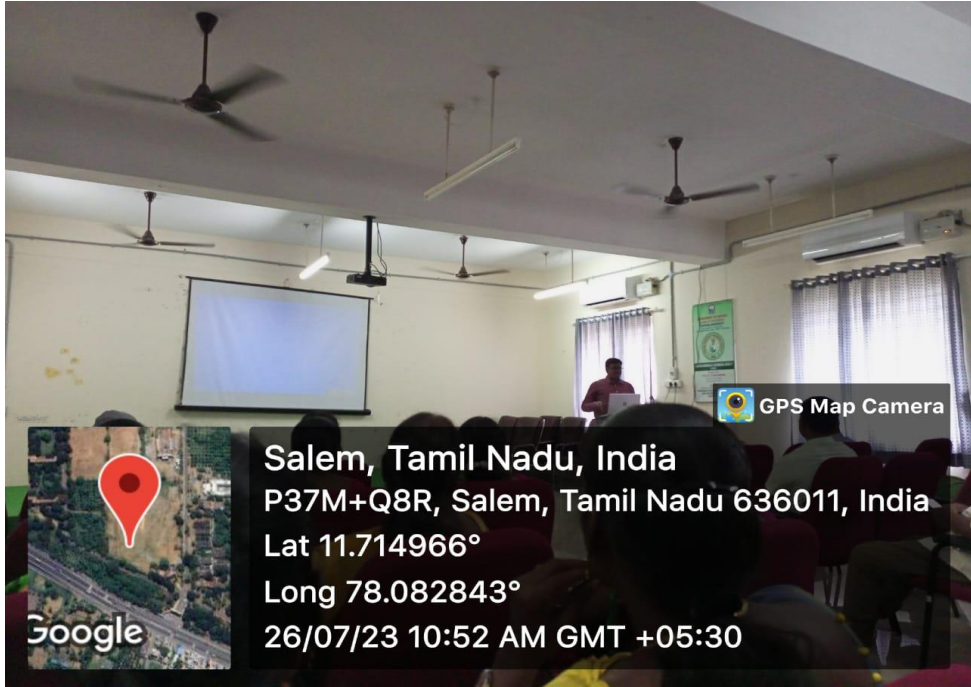 GPS Map Camera
Salem, Tamil Nadu, India
P37M+Q8R, Salem, Tamil Nadu 636011, India
Lat 11.714966°
Long 78.082843°
26/07/23 10:52 AM GMT +05:30
Google